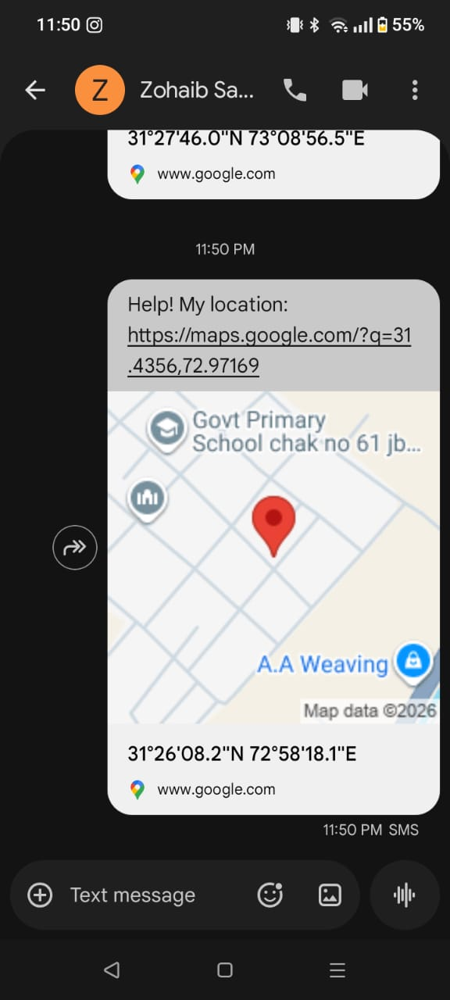 11:50
55%
Z
Zohaib Sa...
31°27'46.0"N 73°08'56.5"E
www.google.com
11:50 PM
Help! My location:
https://maps.google.com/?q=31
.4356,72.97169
Govt Primary
School chak no 61 jb...
A.A Weaving
Map data ©2026
31°26'08.2"N 72°58'18.1"E
www.google.com
11:50 PM SMS
Text message